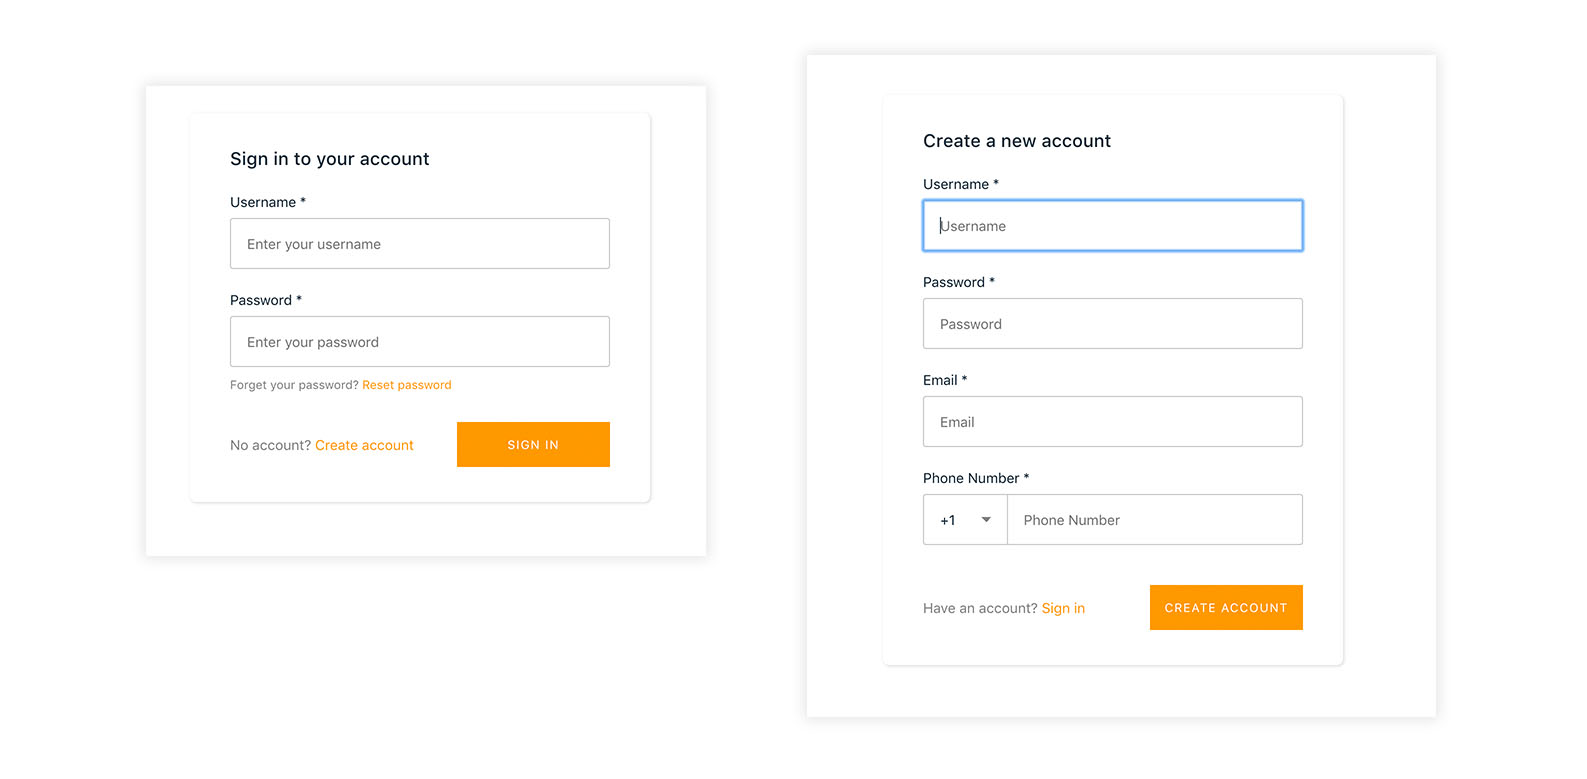 Sign in to your account
Username *
Enter your username
Password *
Enter your password
Forget your password? Reset password
No account? Create account
SIGN IN
Create a new account
Username *
Username
Password *
Password
Email *
Email
Phone Number *
+1
Phone Number
Have an account? Sign in
CREATE ACCOUNT